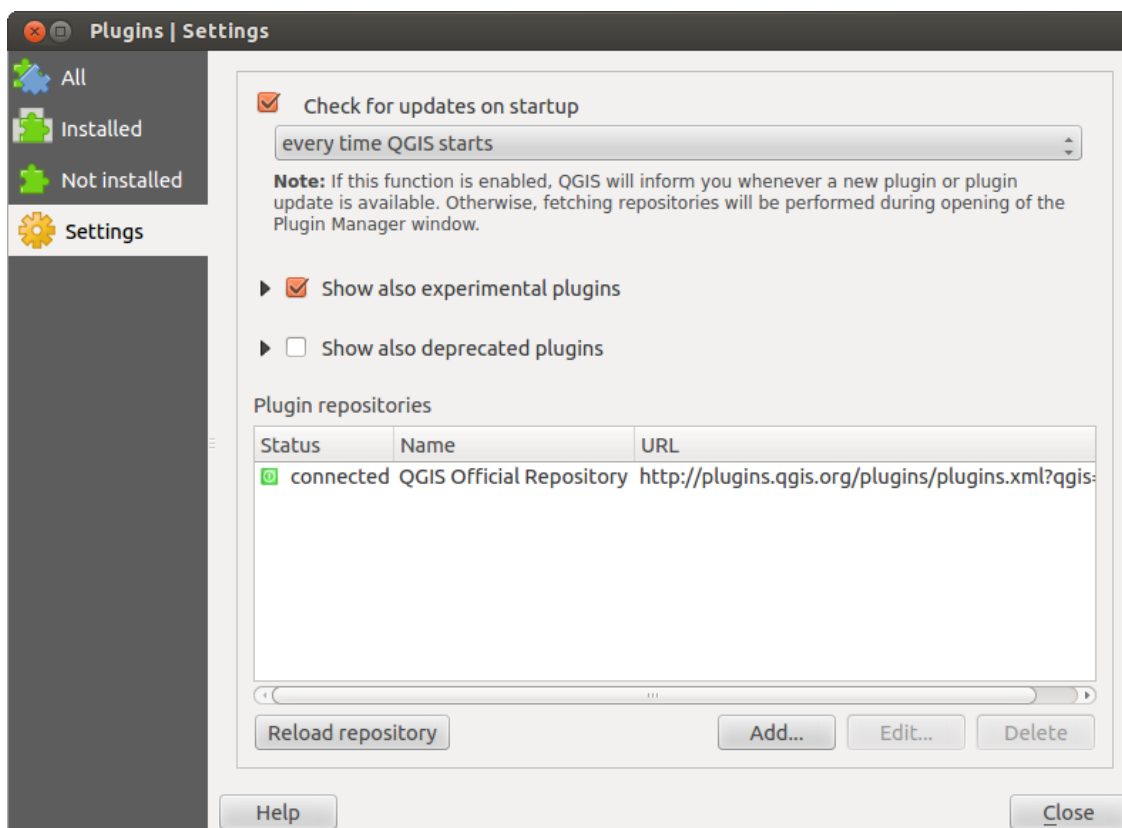 Plugins | Settings
All
Installed
Not installed
Settings
Check for updates on startup
every time QGIS starts
Note: If this function is enabled, QGIS will inform you whenever a new plugin or plugin
update is available. Otherwise, fetching repositories will be performed during opening of the
Plugin Manager window.
Show also experimental plugins
Show also deprecated plugins
Plugin repositories
Status Name URL
connected QGIS Official Repository http://plugins.qgis.org/plugins/plugins.xml?qgis=
Reload repository Add... Edit... Delete
Help Close